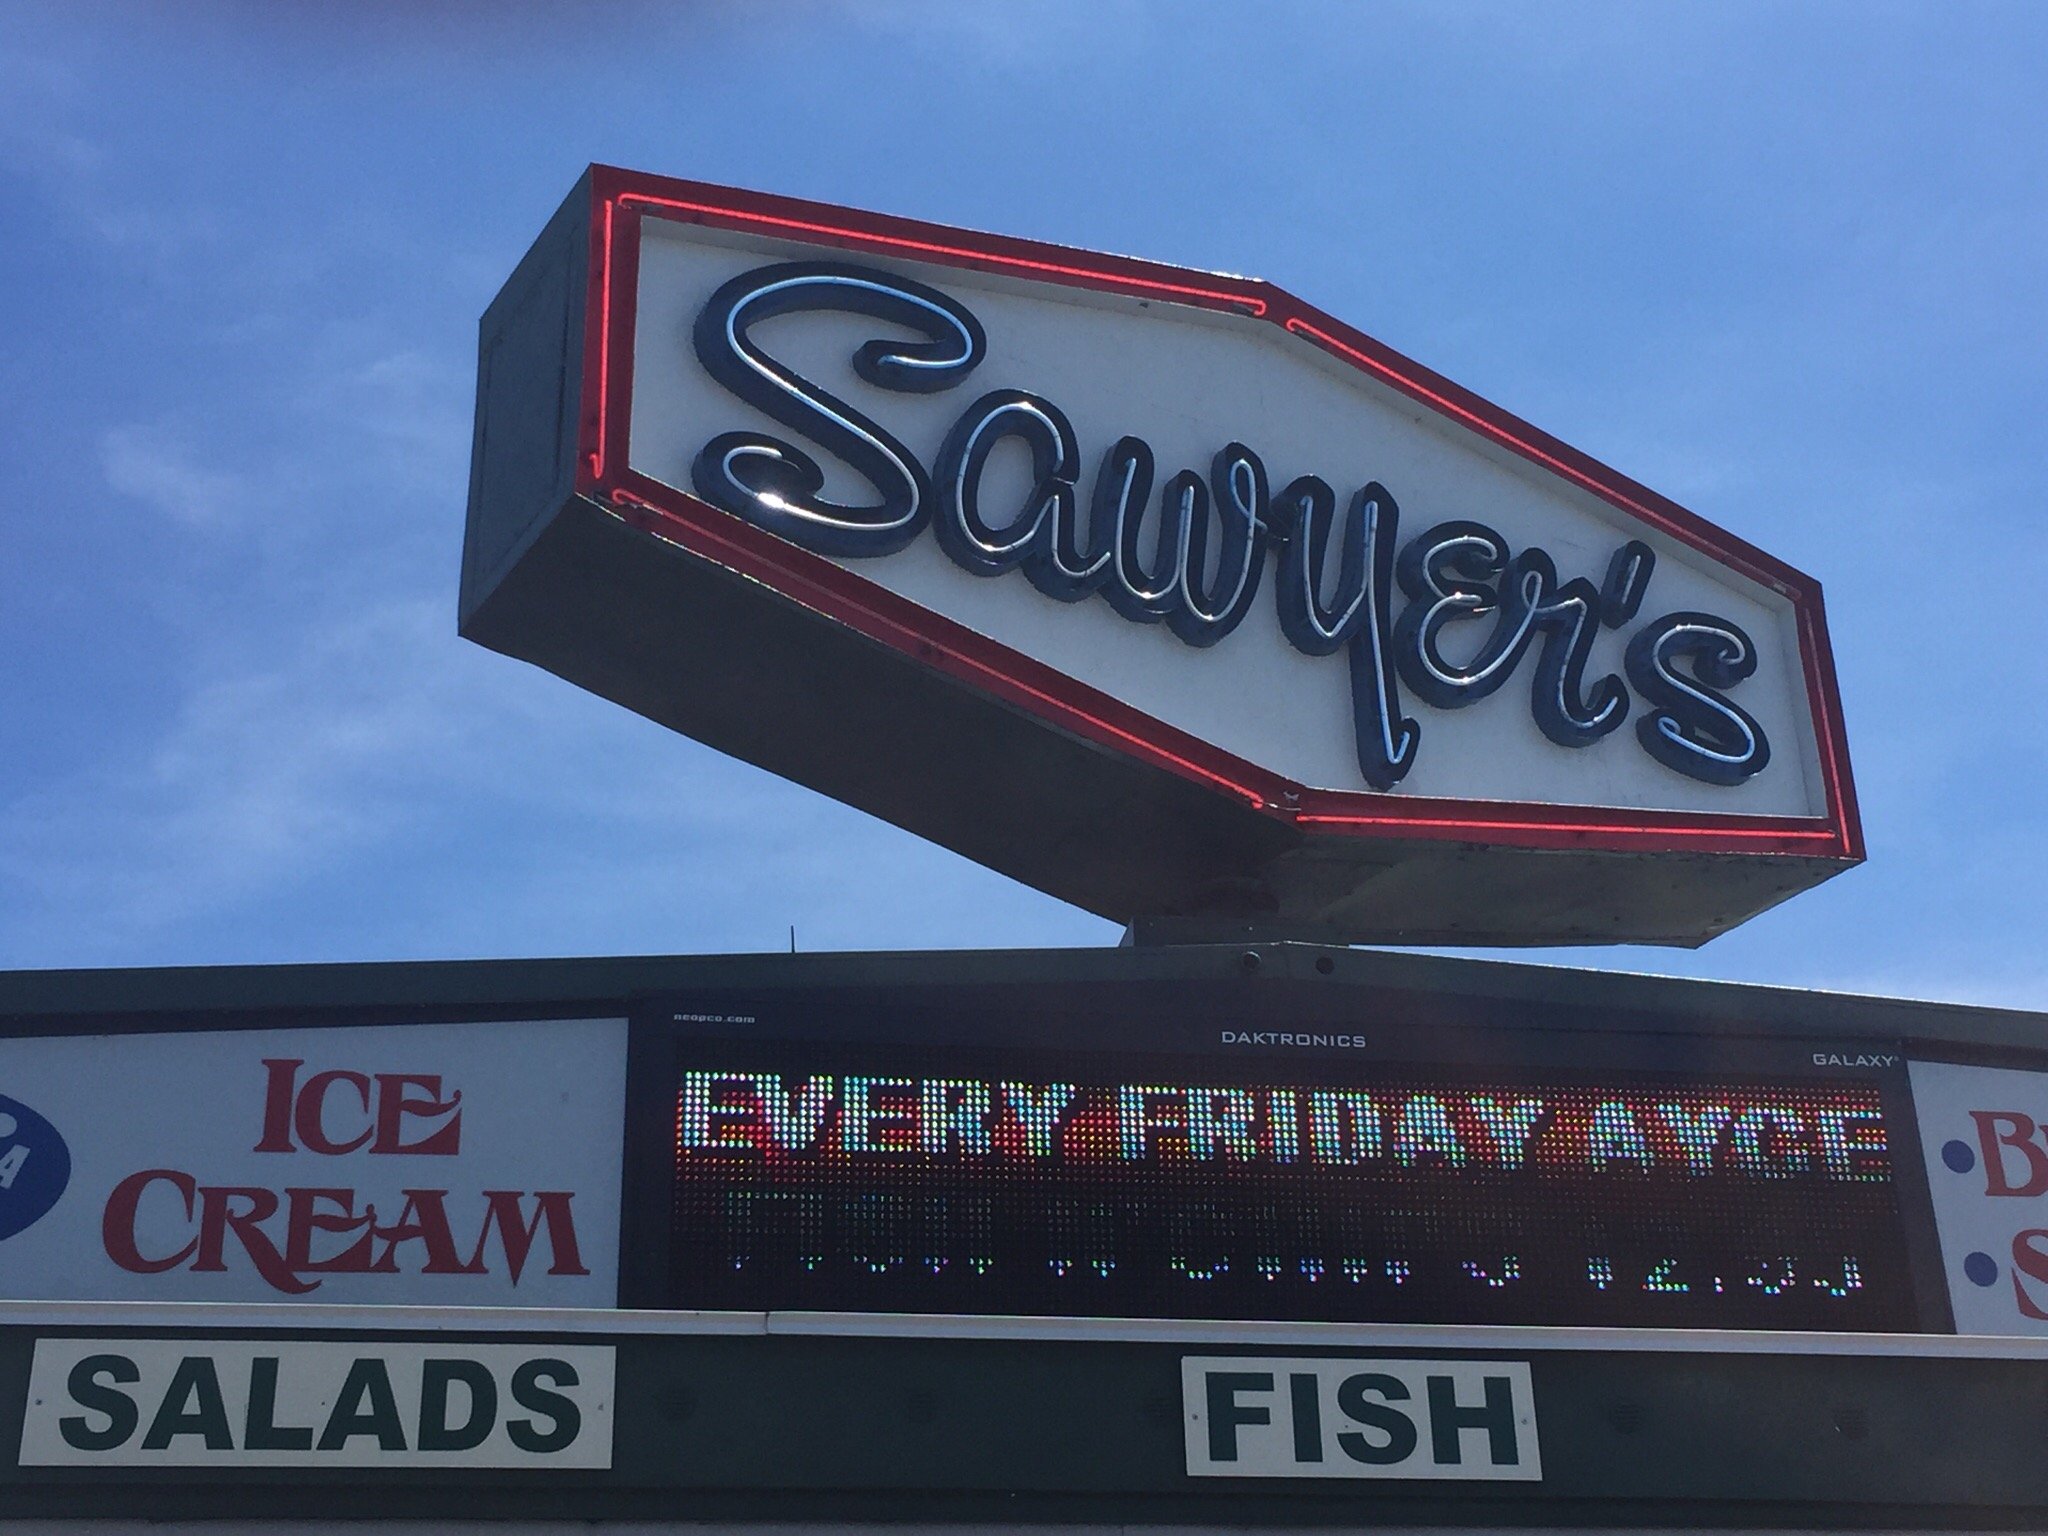 Sawyer's
neopco.com
DAKTRONICS
GALAXY
EVERY FRIDAY AYCE
ICE
CREAM
SALADS
FISH